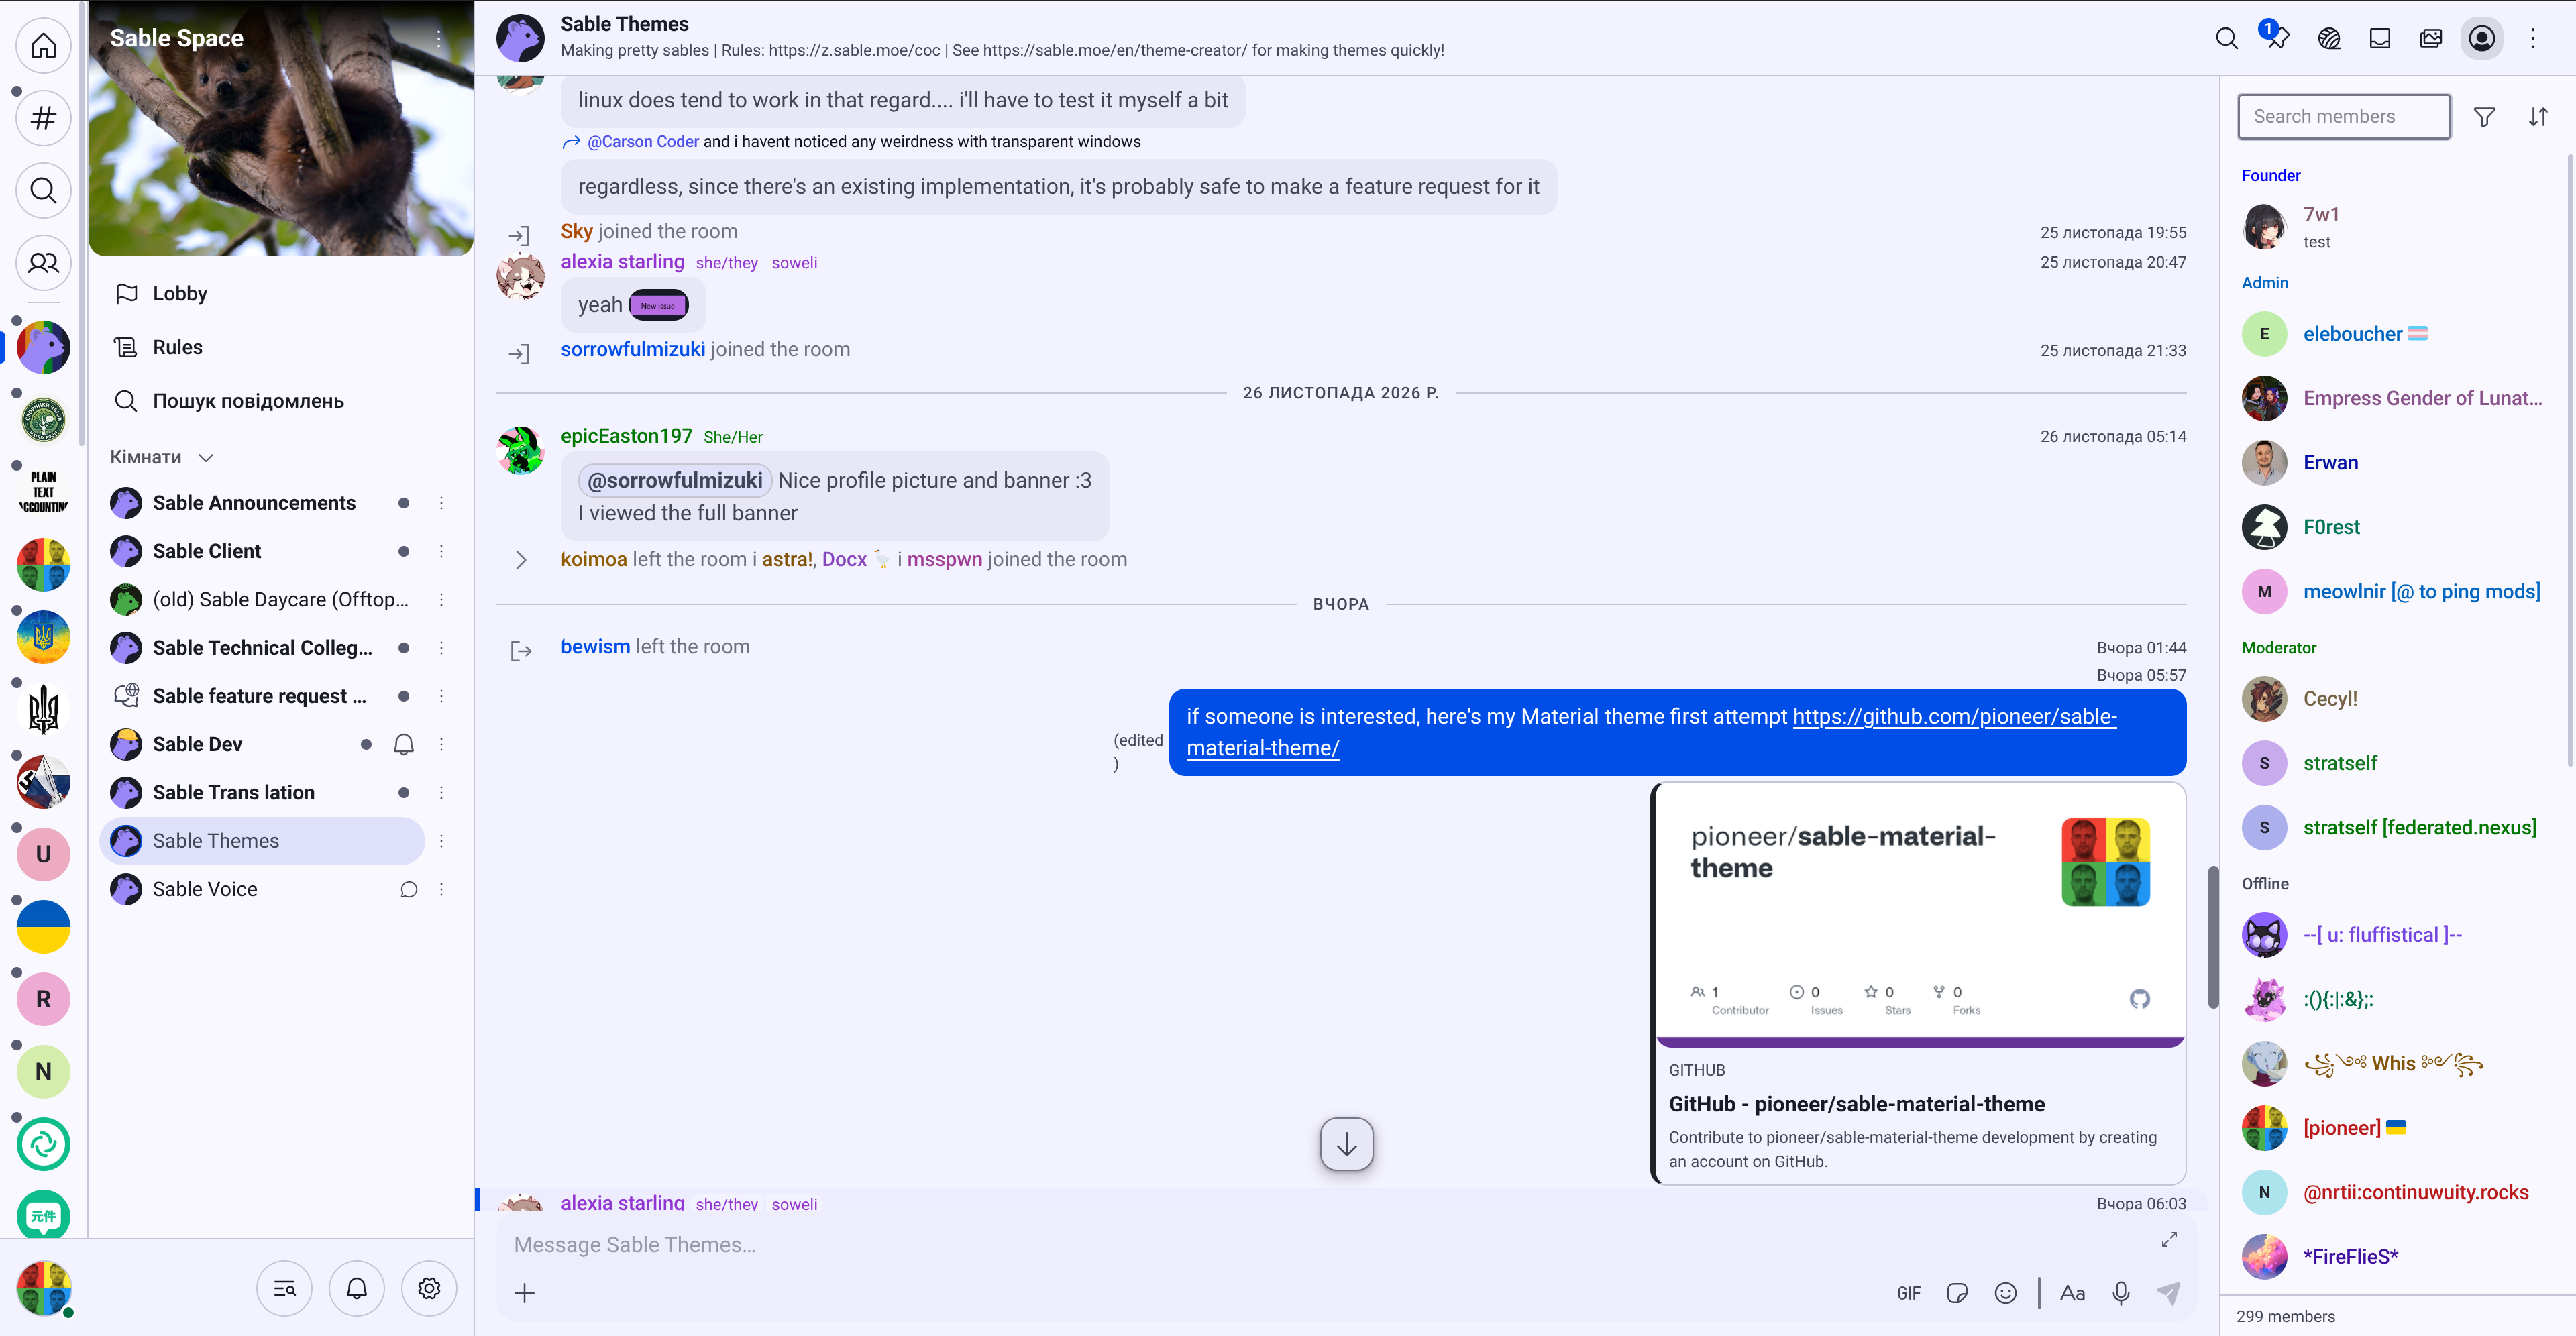 Sable Space
Lobby
Rules
Пошук повідомлень
Кімнати
Sable Announcements
Sable Client
(old) Sable Daycare (Offtop...
Sable Technical Colleg...
Sable feature request ...
Sable Dev
Sable Trans lation
Sable Themes
Sable Voice
PLAIN
TEXT
U
R
N
元件
Sable Themes
Making pretty sables | Rules: https://z.sable.moe/coc | See https://sable.moe/en/theme-creator/ for making themes quickly!
1
linux does tend to work in that regard.... i'll have to test it myself a bit
@Carson Coder and i havent noticed any weirdness with transparent windows
regardless, since there's an existing implementation, it's probably safe to make a feature request for it
Sky joined the room 25 листопада 19:55
alexia starling she/they soweli 25 листопада 20:47
yeah New issue
sorrowfulmizuki joined the room 25 листопада 21:33
26 ЛИСТОПАДА 2026 Р.
epicEaston197 She/Her 26 листопада 05:14
@sorrowfulmizuki Nice profile picture and banner :3
I viewed the full banner
koimoa left the room і astra!, Docx 🪿 і msspwn joined the room
ВЧОРА
bewism left the room Вчора 01:44
Вчора 05:57
if someone is interested, here's my Material theme first attempt https://github.com/pioneer/sable-
material-theme/
(edited
)
pioneer/sable-material-
theme
1 Contributor 0 Issues 0 Stars 0 Forks
GITHUB
GitHub - pioneer/sable-material-theme
Contribute to pioneer/sable-material-theme development by creating
an account on GitHub.
alexia starling she/they soweli Вчора 06:03
Message Sable Themes...
GIF Aa
Search members
Founder
7w1
test
Admin
E eleboucher
Empress Gender of Lunat...
Erwan
F0rest
M meowlnir [@ to ping mods]
Moderator
Cecyl!
S stratself
S stratself [federated.nexus]
Offline
--[ u: fluffistical ]--
:(){:|:&};:
Whis
[pioneer] 🇺🇦
N @nrtii:continuwuity.rocks
*FireFlieS*
299 members